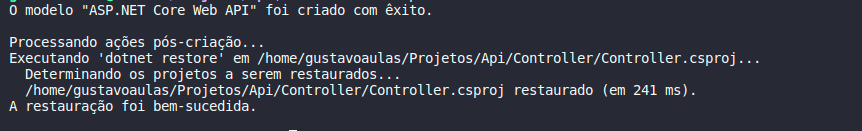 O modelo "ASP.NET Core Web API" foi criado com êxito.
Processando ações pós-criação...
Executando 'dotnet restore' em /home/gustavoaulas/Projetos/Api/Controller/Controller.csproj...
Determinando os projetos a serem restaurados...
/home/gustavoaulas/Projetos/Api/Controller/Controller.csproj restaurado (em 241 ms).
A restauração foi bem-sucedida.